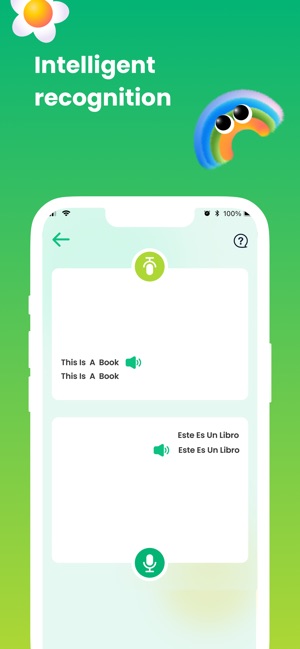 Intelligent
recognition
100%
This Is A Book
This Is A Book
Este Es Un Libro
Este Es Un Libro